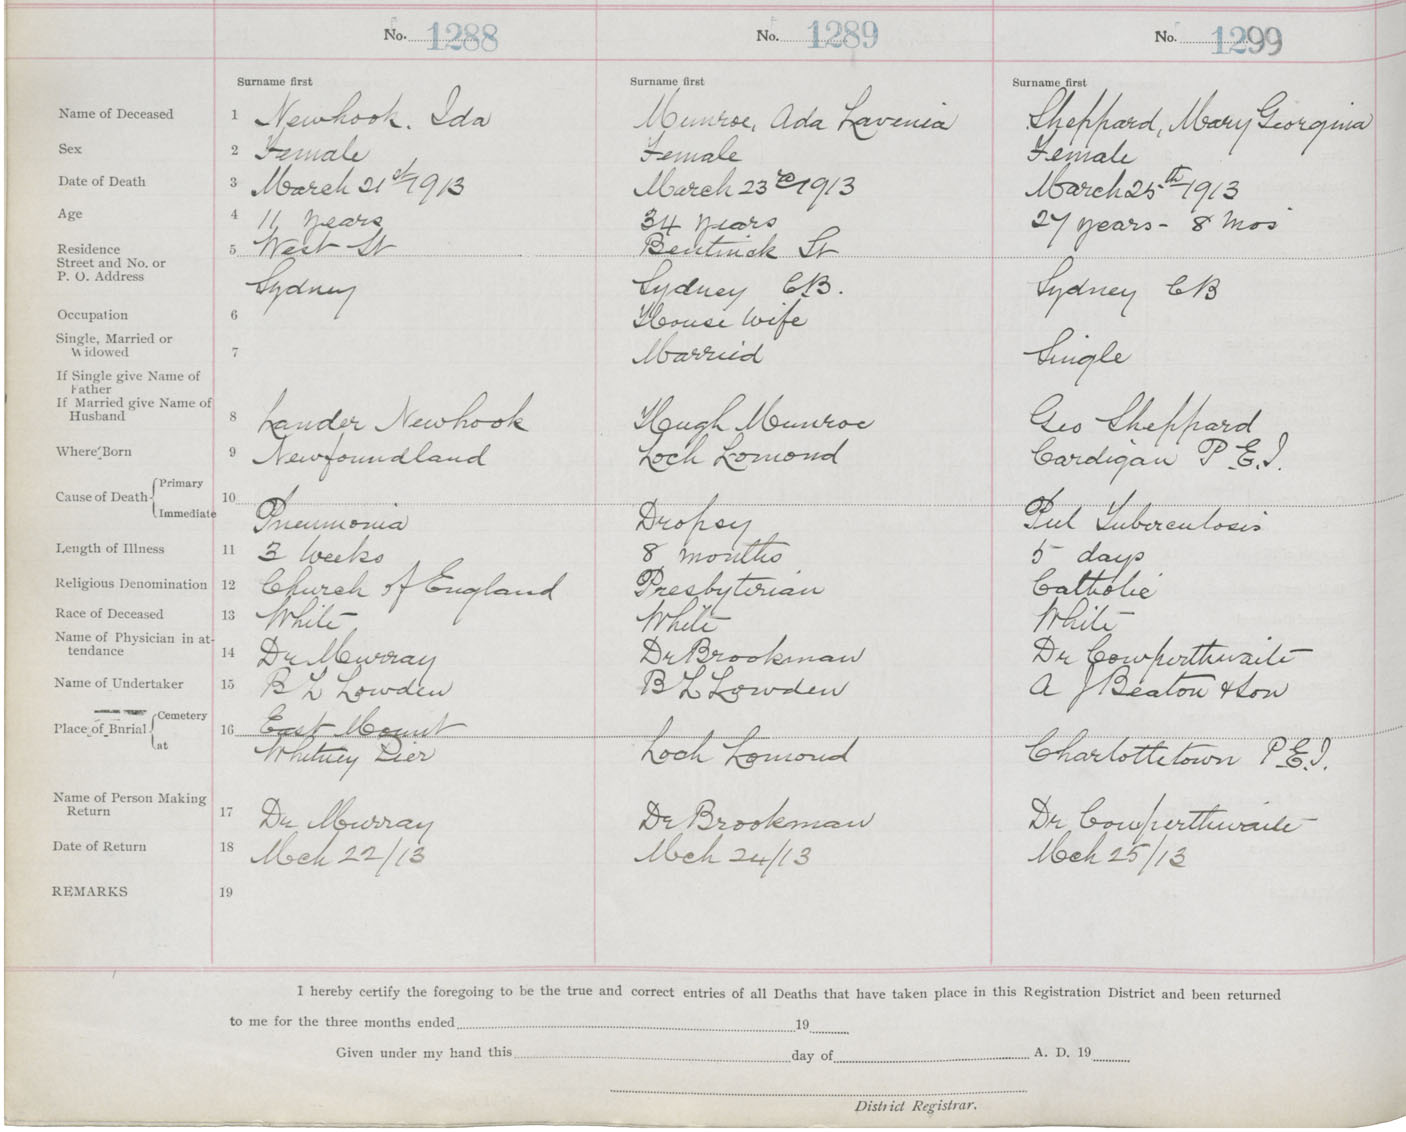 No. 1288 No. 1289 No. 1299
Surname first Surname first Surname first
Name of Deceased 1 Newhook. Ida Munroe, Ada Lavenia Sheppard, Mary Georgina
Sex 2 Female Female Female
Date of Death 3 March 21st 1913 March 23rd 1913 March 25th 1913
Age 4 11 years 34 years 27 years - 8 mos
Residence 5 West St Bentinck St
Street and No. or
P. O. Address Sydney Sydney CB. Sydney CB
Occupation 6 House Wife
Single, Married or
Widowed 7 Married Single
If Single give Name of
Father
If Married give Name of
Husband 8 Lander Newhook Hugh Munroe Geo Sheppard
Where Born 9 Newfoundland Loch Lomond Cardigan P.E.I.
Cause of Death Primary 10
Immediate Pneumonia Dropsy Pul Tuberculosis
Length of Illness 11 3 weeks 8 months 5 days
Religious Denomination 12 Church of England Presbyterian Catholic
Race of Deceased 13 White White White
Name of Physician in at-
tendance 14 Dr Murray Dr Brookman Dr Cowperthwaite
Name of Undertaker 15 B L Lowden B L Lowden A J Beaton & Son
Place of Burial Cemetery 16 East Mount
at Whitney Pier Loch Lomond Charlottetown P.E.I.
Name of Person Making
Return 17 Dr Murray Dr Brookman Dr Cowperthwaite
Date of Return 18 Mch 22/13 Mch 24/13 Mch 25/13
REMARKS 19
I hereby certify the foregoing to be the true and correct entries of all Deaths that have taken place in this Registration District and been returned
to me for the three months ended 19
Given under my hand this day of A. D. 19
District Registrar.